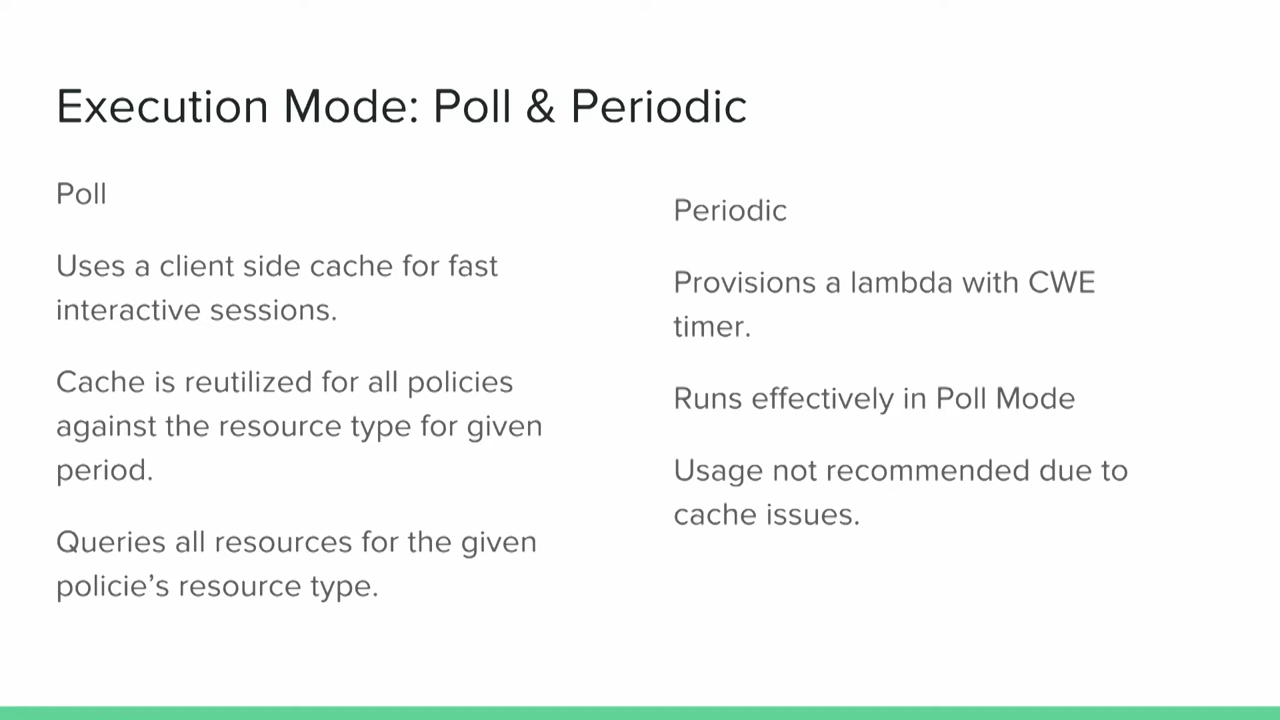 Execution Mode: Poll & Periodic
Poll
Uses a client side cache for fast
interactive sessions.
Cache is reutilized for all policies
against the resource type for given
period.
Queries all resources for the given
policie’s resource type.
Periodic
Provisions a lambda with CWE
timer.
Runs effectively in Poll Mode
Usage not recommended due to
cache issues.